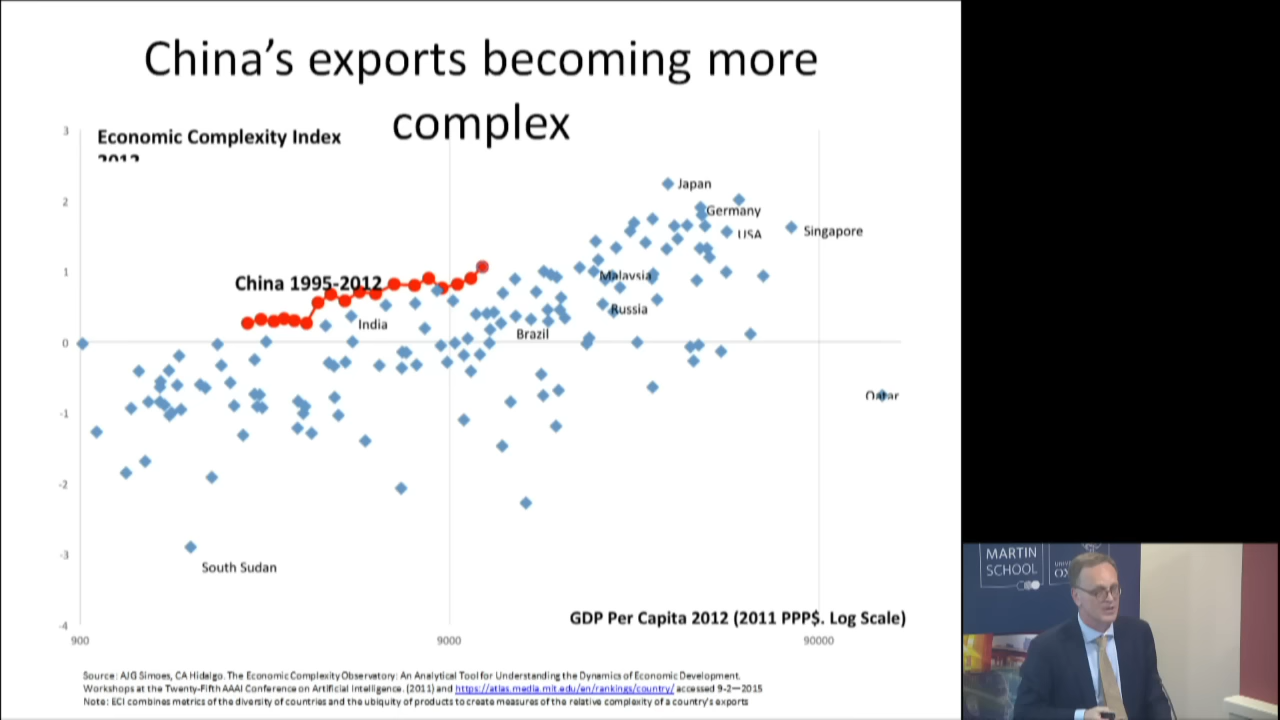 China's exports becoming more
complex
Economic Complexity Index
2012
3
2
1
0
-1
-2
-3
-4
Japan
Germany
USA
Singapore
China 1995-2012
Malaysia
India
Russia
Brazil
Qatar
South Sudan
GDP Per Capita 2012 (2011 PPP$. Log Scale)
900
9000
90000
Source: AJG Simoes, CA Hidalgo. The Economic Complexity Observatory: An Analytical Tool for Understanding the Dynamics of Economic Development.
Workshops at the Twenty-Fifth AAAI Conference on Artificial Intelligence. (2011) and https://atlas.media.mit.edu/en/rankings/country/ accessed 9-2—2015
Note: ECI combines metrics of the diversity of countries and the ubiquity of products to create measures of the relative complexity of a country's exports
MARTIN
SCHOOL